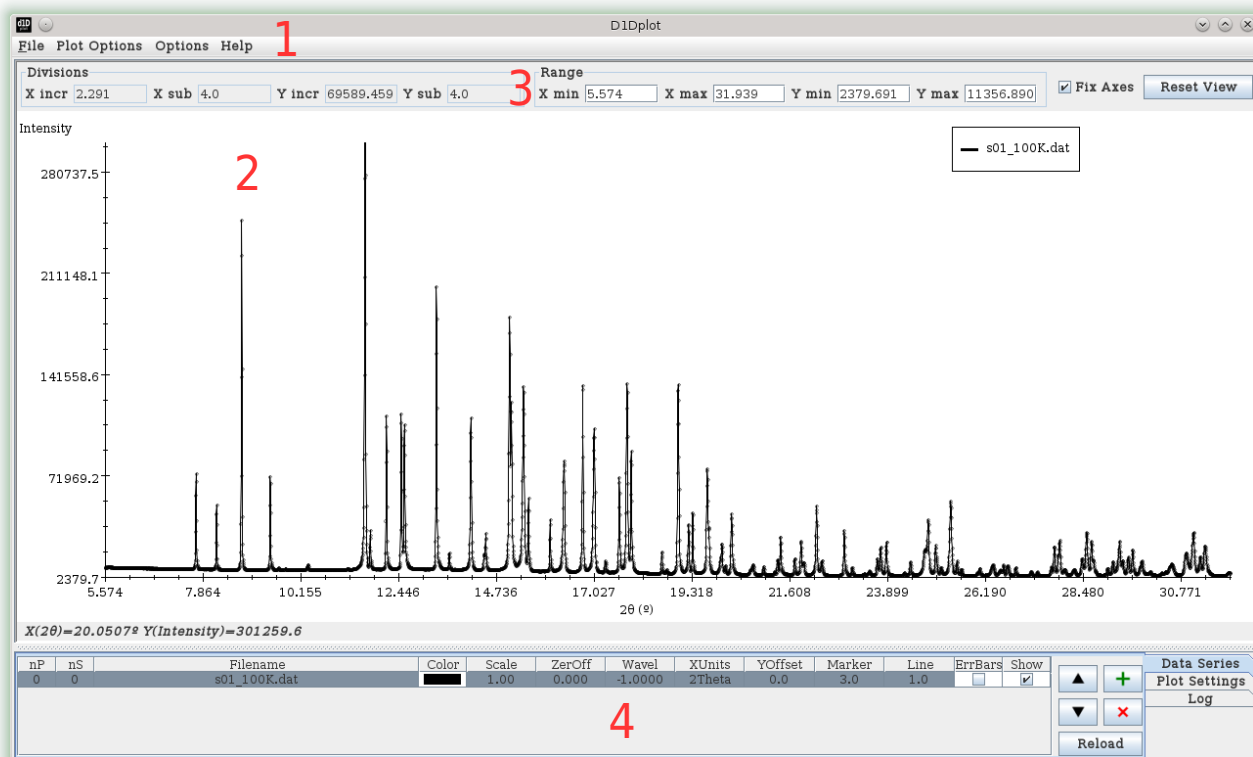 d1D
D1Dplot
File Plot Options Options Help
1
Divisions
Range
X incr 2.291 X sub 4.0 Y incr 69589.459 Y sub 4.0
3
X min 5.574 X max 31.939 Y min 2379.691 Y max 11356.890
Fix Axes
Reset View
Intensity
s01_100K.dat
2
280737.5
211148.1
141558.6
71969.2
2379.7
5.574 7.864 10.155 12.446 14.736 17.027 19.318 21.608 23.899 26.190 28.480 30.771
2θ (º)
X(2θ)=20.0507º Y(Intensity)=301259.6
nP nS Filename Color Scale ZerOff Wavel XUnits YOffset Marker Line ErrBars Show
0 0 s01_100K.dat 1.00 0.000 -1.0000 2Theta 0.0 3.0 1.0
4
Reload
Data Series
Plot Settings
Log